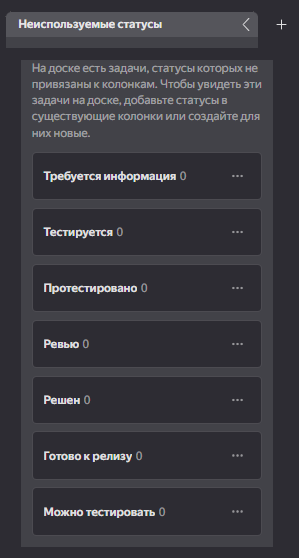 Неиспользуемые статусы
На доске есть задачи, статусы которых не
привязаны к колонкам. Чтобы увидеть эти
задачи на доске, добавьте статусы в
существующие колонки или создайте для
них новые.
Требуется информация 0
Тестируется 0
Протестировано 0
Ревью 0
Решен 0
Готово к релизу 0
Можно тестировать 0